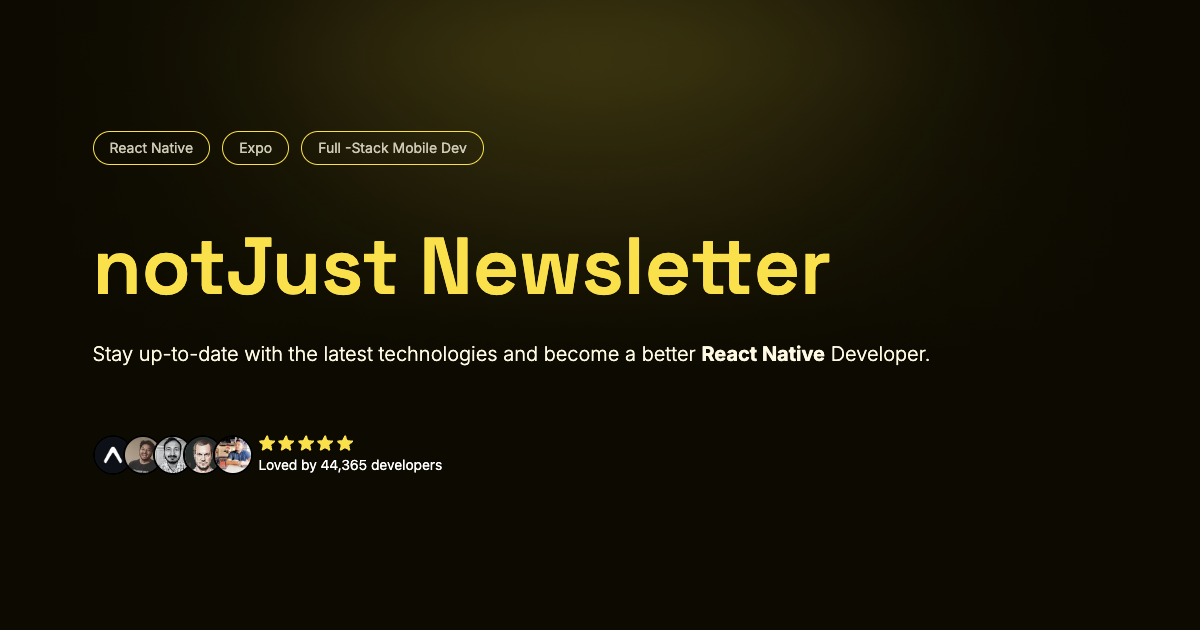 React Native Expo Full -Stack Mobile Dev
notJust Newsletter
Stay up-to-date with the latest technologies and become a better React Native Developer.
Loved by 44,365 developers